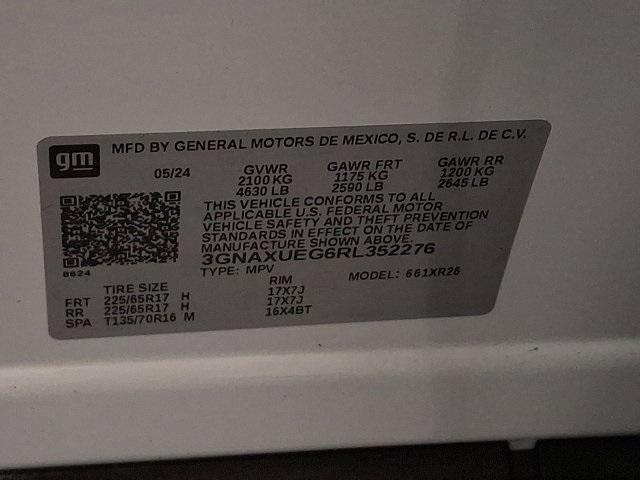 gm
MFD BY GENERAL MOTORS DE MEXICO, S. DE R.L. DE C.V.
05/24 GVWR GAWR FRT GAWR RR
2100 KG 1175 KG 1200 KG
4630 LB 2590 LB 2645 LB
THIS VEHICLE CONFORMS TO ALL
APPLICABLE U.S. FEDERAL MOTOR
VEHICLE SAFETY AND THEFT PREVENTION
STANDARDS IN EFFECT ON THE DATE OF
MANUFACTURE SHOWN ABOVE.
3GNAXUEG6RL352276
8624 TYPE: MPV MODEL: 661XR26
TIRE SIZE RIM
FRT 225/65R17 H 17X7J
RR 225/65R17 H 17X7J
SPA T135/70R16 M 16X4BT